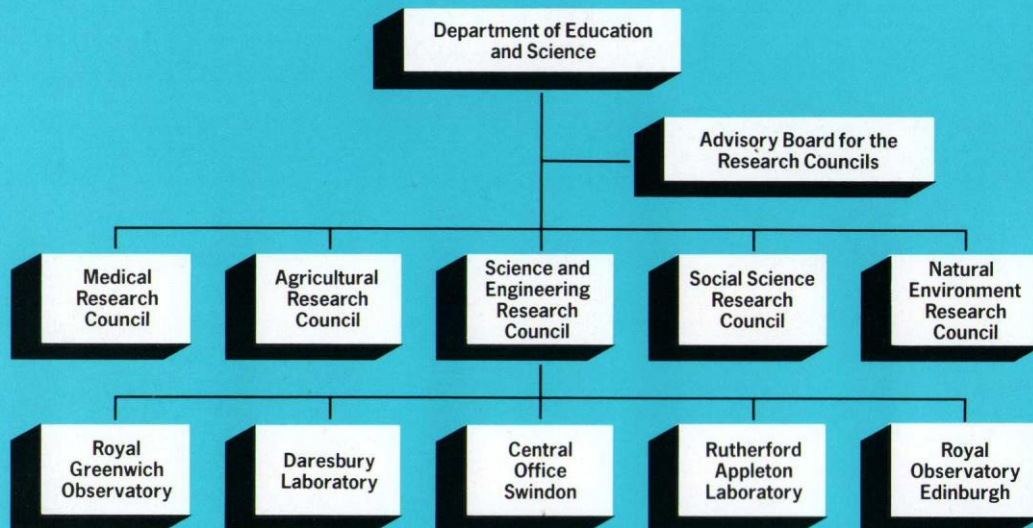 Department of Education
and Science
Advisory Board for the
Research Councils
Medical
Research
Council
Agricultural
Research
Council
Science and
Engineering
Research
Council
Social Science
Research
Council
Natural
Environment
Research
Council
Royal
Greenwich
Observatory
Daresbury
Laboratory
Central
Office
Swindon
Rutherford
Appleton
Laboratory
Royal
Observatory
Edinburgh